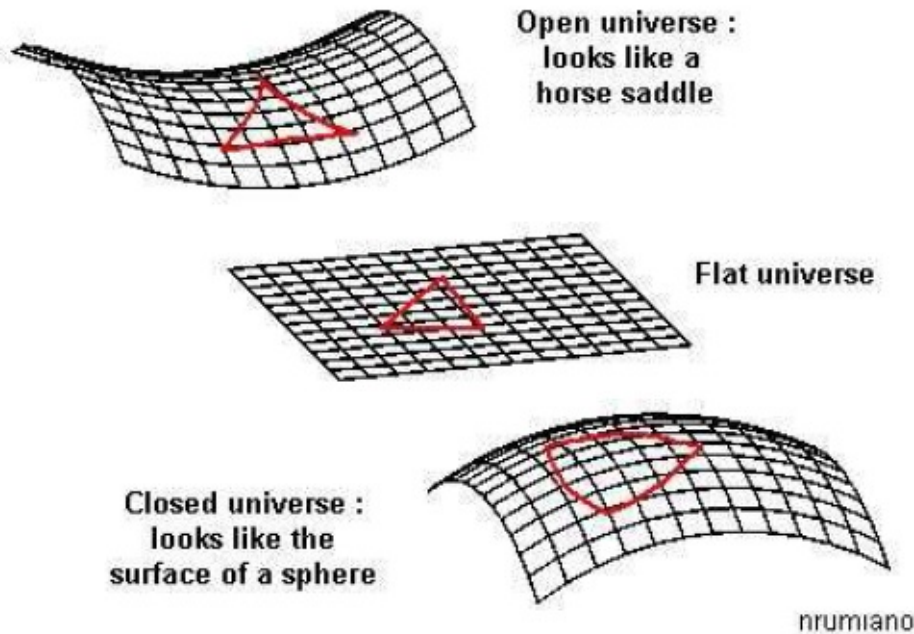 Open universe :
looks like a
horse saddle
Flat universe
Closed universe :
looks like the
surface of a sphere
nrumiano